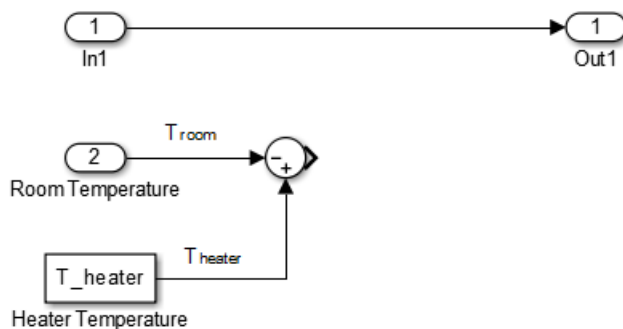 1
1
In1
Out1
T room
2
- +
Room Temperature
T heater
T_heater
Heater Temperature